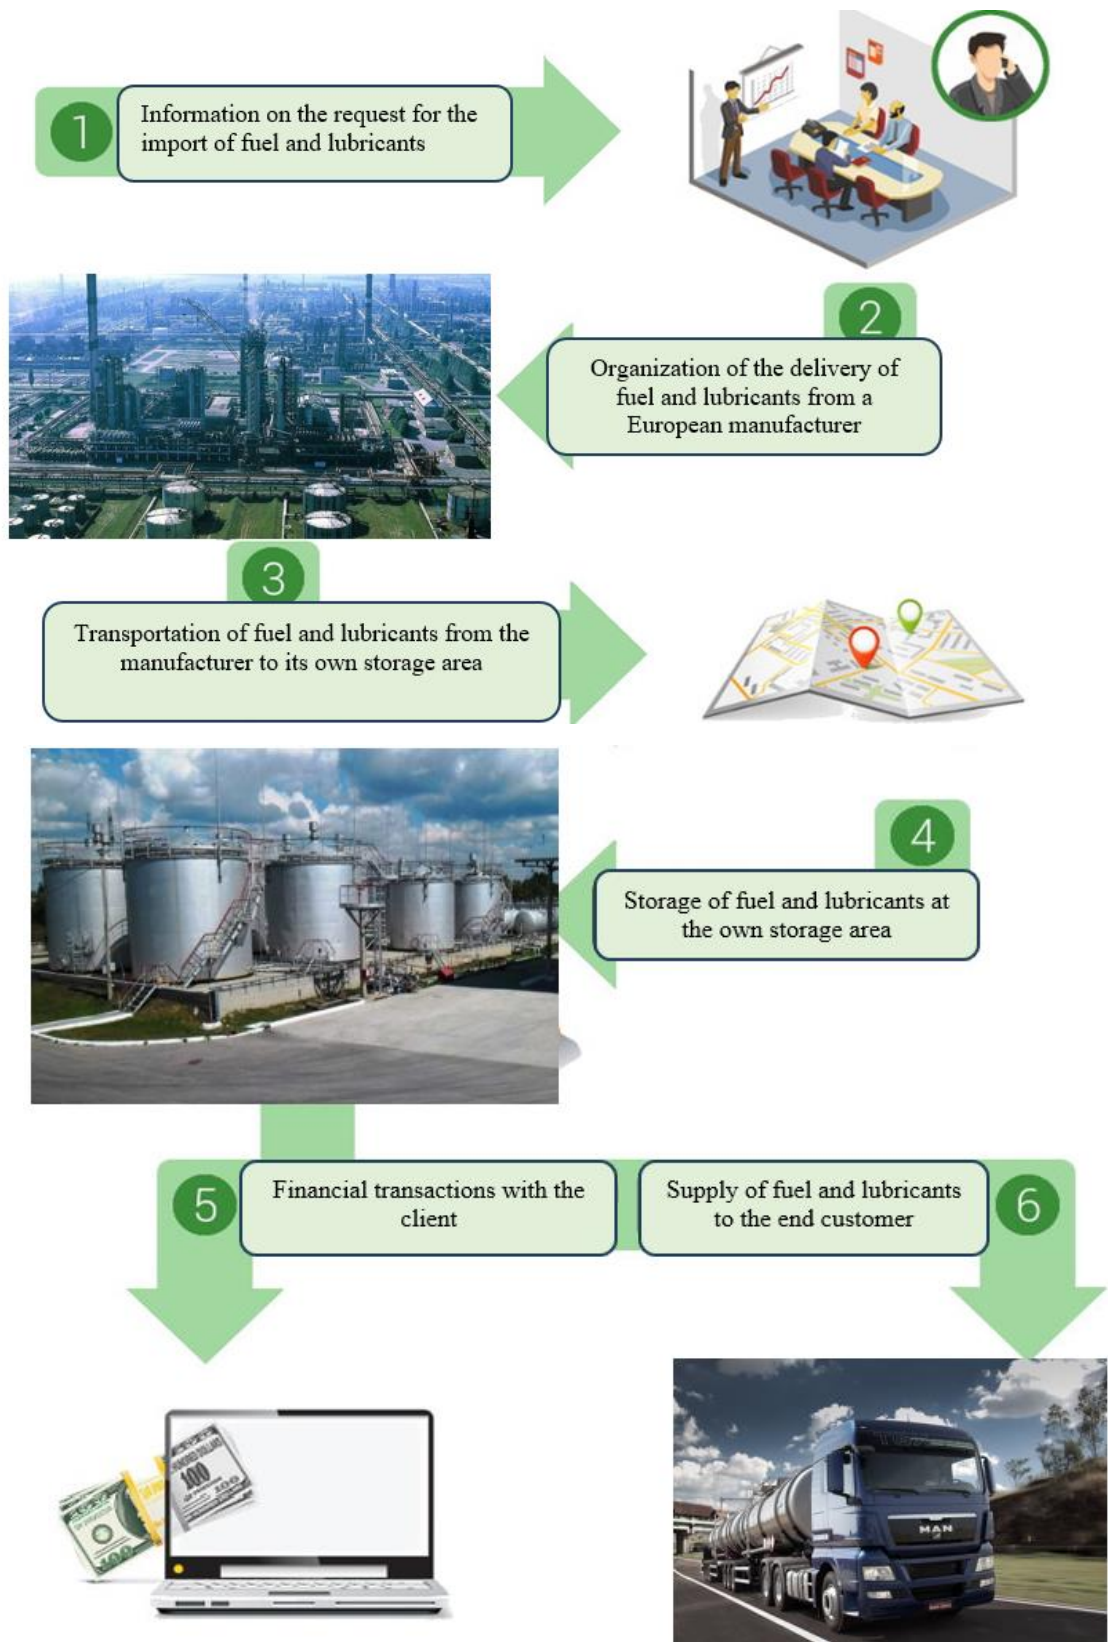 1
Information on the request for the
import of fuel and lubricants
2
Organization of the delivery of
fuel and lubricants from a
European manufacturer
3
Transportation of fuel and lubricants from the
manufacturer to its own storage area
4
Storage of fuel and lubricants at
the own storage area
5
Financial transactions with the
client
Supply of fuel and lubricants
to the end customer
6
100
100
100
MAN